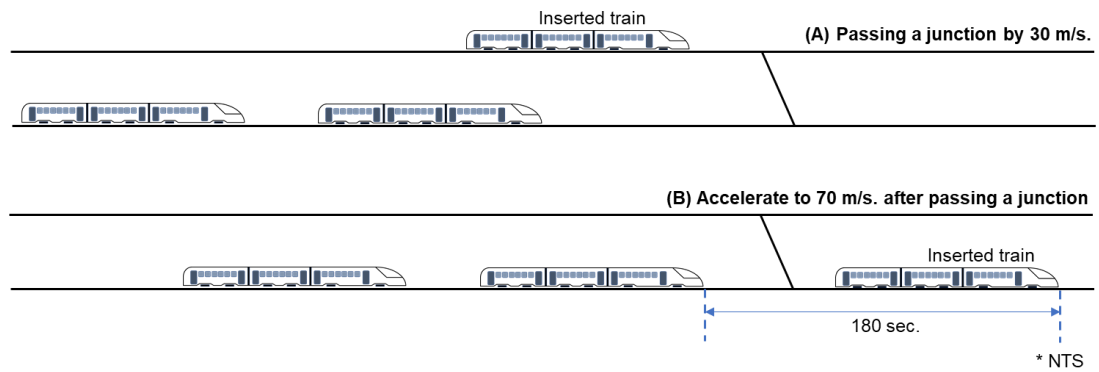 Inserted train
(A) Passing a junction by 30 m/s.
(B) Accelerate to 70 m/s. after passing a junction
Inserted train
180 sec.
* NTS